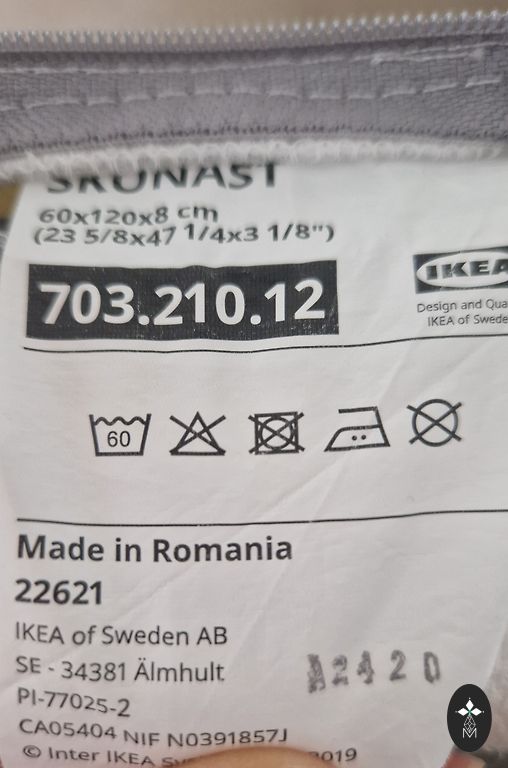 SKÖNAST
60x120x8 cm
(23 5/8x47 1/4x3 1/8")
703.210.12
IKEA
Design and
IKEA of
60
Made in Romania
22621
IKEA of Sweden AB
SE - 34381 Älmhult
PI-77025-2
A2420
CA05404 NIF N0391857J
© Inter IKEA 2019
M